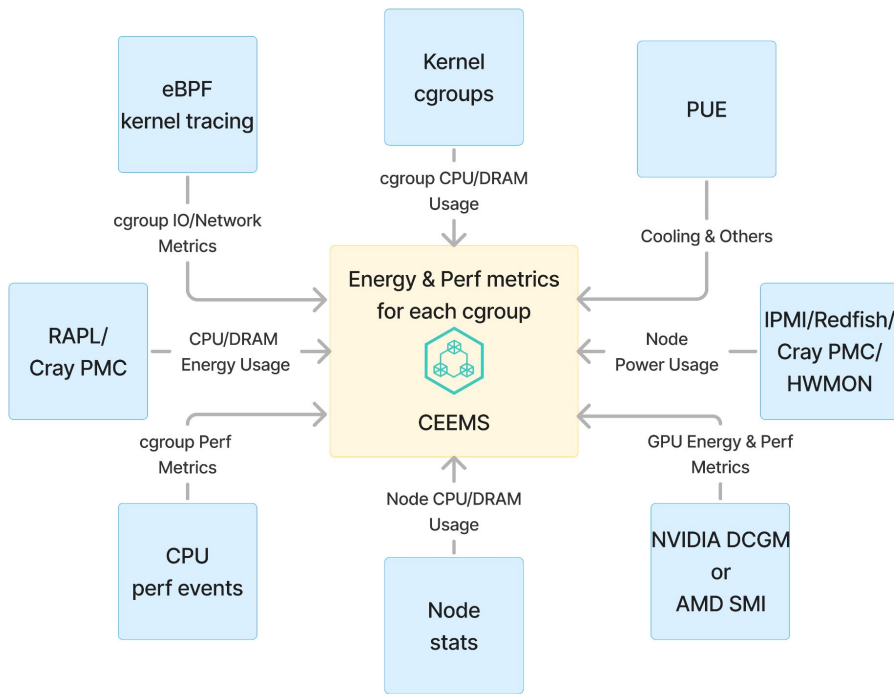 Kernel
cgroups
eBPF
kernel tracing
PUE
cgroup CPU/DRAM
Usage
cgroup IO/Network
Metrics
Cooling & Others
Energy & Perf metrics
for each cgroup
CEEMS
RAPL/
Cray PMC
CPU/DRAM
Energy Usage
Node
Power Usage
IPMI/Redfish/
Cray PMC/
HWMON
cgroup Perf
Metrics
GPU Energy & Perf
Metrics
Node CPU/DRAM
Usage
CPU
perf events
Node
stats
NVIDIA DCGM
or
AMD SMI